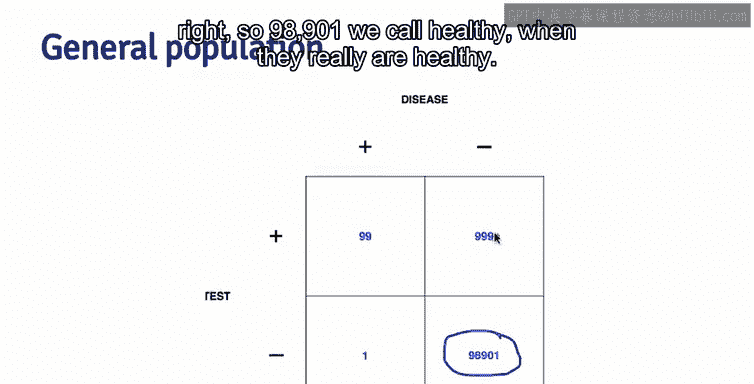 right, so 98,901 we call healthy, when
they really are healthy.
General population
DISEASE
+ −
+ 99 999
TEST
− 1 98901